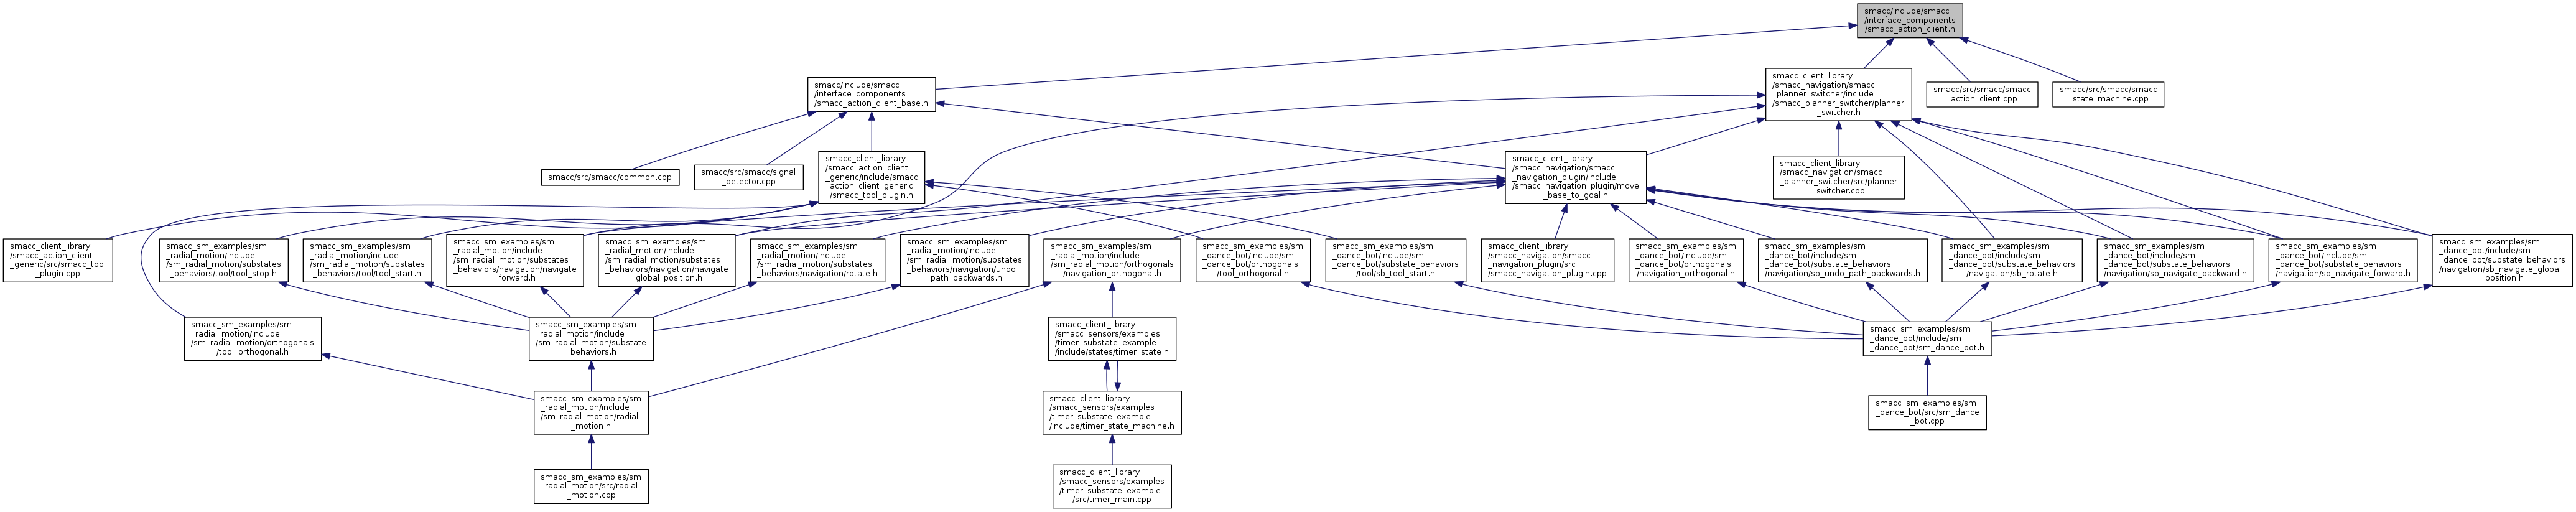 smacc/include/smacc
/interface_components
/smacc_action_client.h
smacc/include/smacc
/interface_components
/smacc_action_client_base.h
smacc_client_library
/smacc_navigation/smacc
_planner_switcher/include
/smacc_planner_switcher/planner
_switcher.h
smacc/src/smacc/smacc
_action_client.cpp
smacc/src/smacc/smacc
_state_machine.cpp
smacc/src/smacc/common.cpp
smacc/src/smacc/signal
_detector.cpp
smacc_client_library
/smacc_action_client
_generic/include/smacc
_action_client_generic
/smacc_tool_plugin.h
smacc_client_library
/smacc_navigation/smacc
_navigation_plugin/include
/smacc_navigation_plugin/move
_base_to_goal.h
smacc_client_library
/smacc_navigation/smacc
_planner_switcher/src/planner
_switcher.cpp
smacc_client_library
/smacc_action_client
_generic/src/smacc_tool
_plugin.cpp
smacc_sm_examples/sm
_radial_motion/include
/sm_radial_motion/substates
_behaviors/tool/tool_stop.h
smacc_sm_examples/sm
_radial_motion/include
/sm_radial_motion/substates
_behaviors/tool/tool_start.h
smacc_sm_examples/sm
_radial_motion/include
/sm_radial_motion/substates
_behaviors/navigation/navigate
_forward.h
smacc_sm_examples/sm
_radial_motion/include
/sm_radial_motion/substates
_behaviors/navigation/navigate
_global_position.h
smacc_sm_examples/sm
_radial_motion/include
/sm_radial_motion/substates
_behaviors/navigation/rotate.h
smacc_sm_examples/sm
_radial_motion/include
/sm_radial_motion/substates
_behaviors/navigation/undo
_path_backwards.h
smacc_sm_examples/sm
_radial_motion/include
/sm_radial_motion/orthogonals
/navigation_orthogonal.h
smacc_sm_examples/sm
_dance_bot/include/sm
_dance_bot/orthogonals
/tool_orthogonal.h
smacc_sm_examples/sm
_dance_bot/include/sm
_dance_bot/substate_behaviors
/tool/sb_tool_start.h
smacc_client_library
/smacc_navigation/smacc
_navigation_plugin/src
/smacc_navigation_plugin.cpp
smacc_sm_examples/sm
_dance_bot/include/sm
_dance_bot/orthogonals
/navigation_orthogonal.h
smacc_sm_examples/sm
_dance_bot/include/sm
_dance_bot/substate_behaviors
/navigation/sb_undo_path_backwards.h
smacc_sm_examples/sm
_dance_bot/include/sm
_dance_bot/substate_behaviors
/navigation/sb_rotate.h
smacc_sm_examples/sm
_dance_bot/include/sm
_dance_bot/substate_behaviors
/navigation/sb_navigate_backward.h
smacc_sm_examples/sm
_dance_bot/include/sm
_dance_bot/substate_behaviors
/navigation/sb_navigate_forward.h
smacc_sm_examples/sm
_dance_bot/include/sm
_dance_bot/substate_behaviors
/navigation/sb_navigate_global
_position.h
smacc_sm_examples/sm
_radial_motion/include
/sm_radial_motion/orthogonals
/tool_orthogonal.h
smacc_sm_examples/sm
_radial_motion/include
/sm_radial_motion/substate
_behaviors.h
smacc_client_library
/smacc_sensors/examples
/timer_substate_example
/include/states/timer_state.h
smacc_sm_examples/sm
_dance_bot/include/sm
_dance_bot/sm_dance_bot.h
smacc_sm_examples/sm
_radial_motion/include
/sm_radial_motion/radial
_motion.h
smacc_client_library
/smacc_sensors/examples
/timer_substate_example
/include/timer_state_machine.h
smacc_sm_examples/sm
_dance_bot/src/sm_dance
_bot.cpp
smacc_sm_examples/sm
_radial_motion/src/radial
_motion.cpp
smacc_client_library
/smacc_sensors/examples
/timer_substate_example
/src/timer_main.cpp